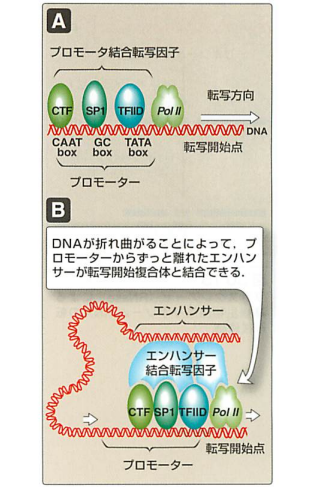 A
プロモータ結合転写因子
CTF SP1 TFIID Pol II
転写方向
DNA
CAAT box GC box TATA box
転写開始点
プロモーター
B
DNAが折れ曲がることによって，プ
ロモーターからずっと離れたエンハン
サーが転写開始複合体と結合できる．
エンハンサー
エンハンサー
結合転写因子
CTF SP1 TFIID Pol II
転写開始点
プロモーター